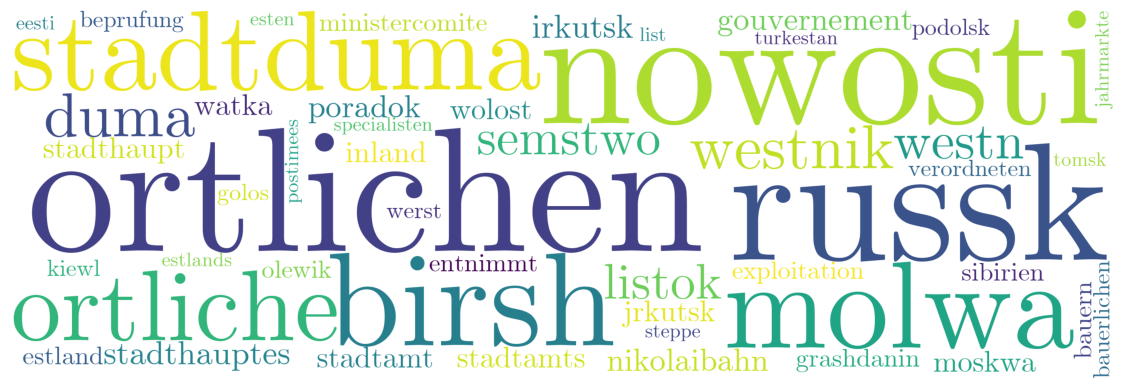 eesti beprufung esten ministercomite irkutsk list gouvernement turkestan podolsk jahrmarkte
stadtduma nowosti
duma watka poradok wolost
stadthaupt specialisten semstwo westnik westn
postimees inland verordneten tomsk
ortlichen golos werst russk
kiewl estlands olewik entnimmt listok exploitation sibirien
ortliche birsh jrkutsk molwa bauern bauerlichen
steppe
estland stadthauptes stadtamt stadtamts nikolaibahn grashdanin moskwa